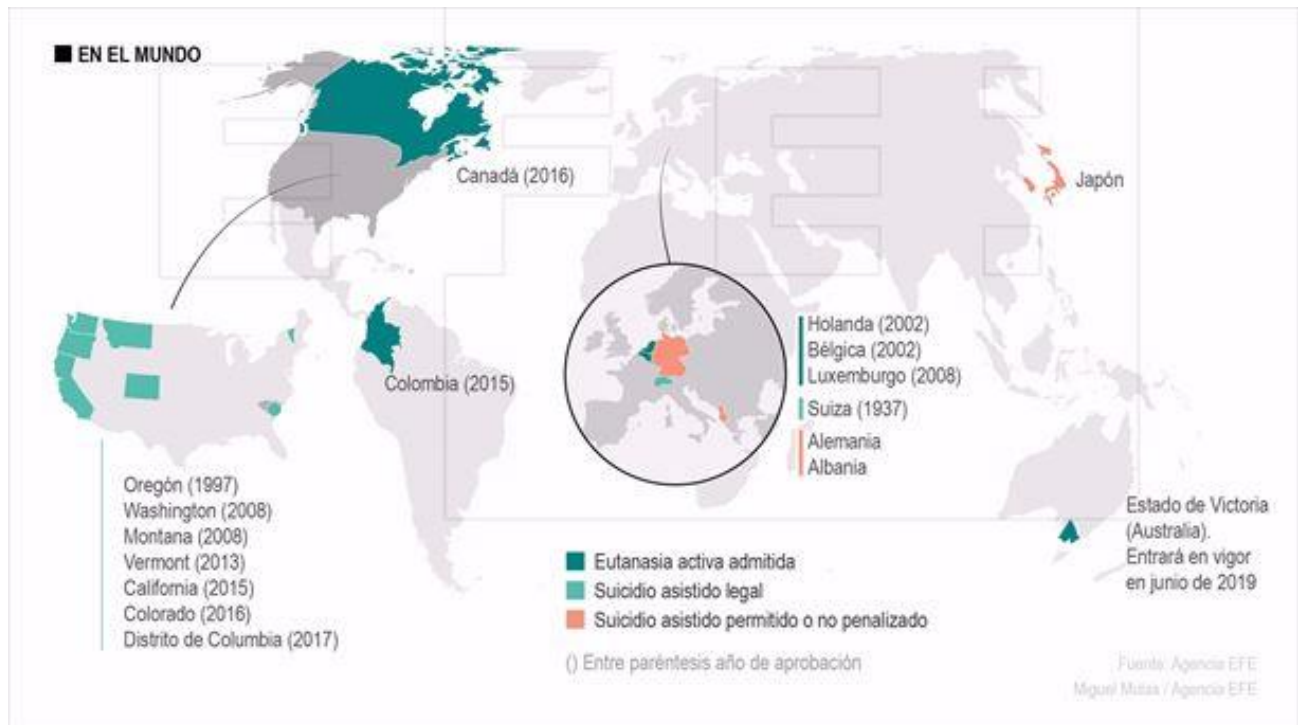 EN EL MUNDO
Canadá (2016)
Japón
Colombia (2015)
Holanda (2002)
Bélgica (2002)
Luxemburgo (2008)
Suiza (1937)
Alemania
Albania
Oregón (1997)
Washington (2008)
Montana (2008)
Vermont (2013)
California (2015)
Colorado (2016)
Distrito de Columbia (2017)
Estado de Victoria
(Australia).
Entrará en vigor
en junio de 2019
Eutanasia activa admitida
Suicidio asistido legal
Suicidio asistido permitido o no penalizado
() Entre paréntesis año de aprobación
Fuente: Agencia EFE
Miguel Mutas / Agencia EFE